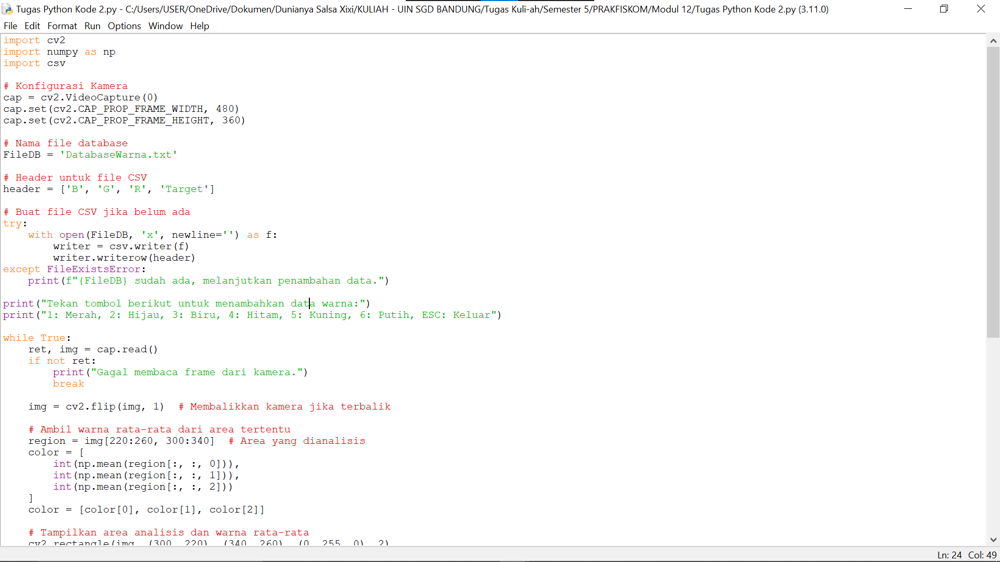 Tugas Python Kode 2.py - C:/Users/USER/OneDrive/Dokumen/Dunianya Salsa Xixi/KULIAH - UIN SGD BANDUNG/Tugas Kuli-ah/Semester 5/PRAKFISKOM/Modul 12/Tugas Python Kode 2.py (3.11.0)
File Edit Format Run Options Window Help
import cv2
import numpy as np
import csv

# Konfigurasi Kamera
cap = cv2.VideoCapture(0)
cap.set(cv2.CAP_PROP_FRAME_WIDTH, 480)
cap.set(cv2.CAP_PROP_FRAME_HEIGHT, 360)

# Nama file database
FileDB = 'DatabaseWarna.txt'

# Header untuk file CSV
header = ['B', 'G', 'R', 'Target']

# Buat file CSV jika belum ada
try:
    with open(FileDB, 'x', newline='') as f:
        writer = csv.writer(f)
        writer.writerow(header)
except FileExistsError:
    print(f"{FileDB} sudah ada, melanjutkan penambahan data.")

print("Tekan tombol berikut untuk menambahkan data warna:")
print("1: Merah, 2: Hijau, 3: Biru, 4: Hitam, 5: Kuning, 6: Putih, ESC: Keluar")

while True:
    ret, img = cap.read()
    if not ret:
        print("Gagal membaca frame dari kamera.")
        break

    img = cv2.flip(img, 1)  # Membalikkan kamera jika terbalik

    # Ambil warna rata-rata dari area tertentu
    region = img[220:260, 300:340]  # Area yang dianalisis
    color = [
        int(np.mean(region[:, :, 0])),
        int(np.mean(region[:, :, 1])),
        int(np.mean(region[:, :, 2]))
    ]
    color = [color[0], color[1], color[2]]

    # Tampilkan area analisis dan warna rata-rata
    cv2.rectangle(img, (300, 220), (340, 260), (0, 255, 0), 2)
Ln: 24 Col: 49